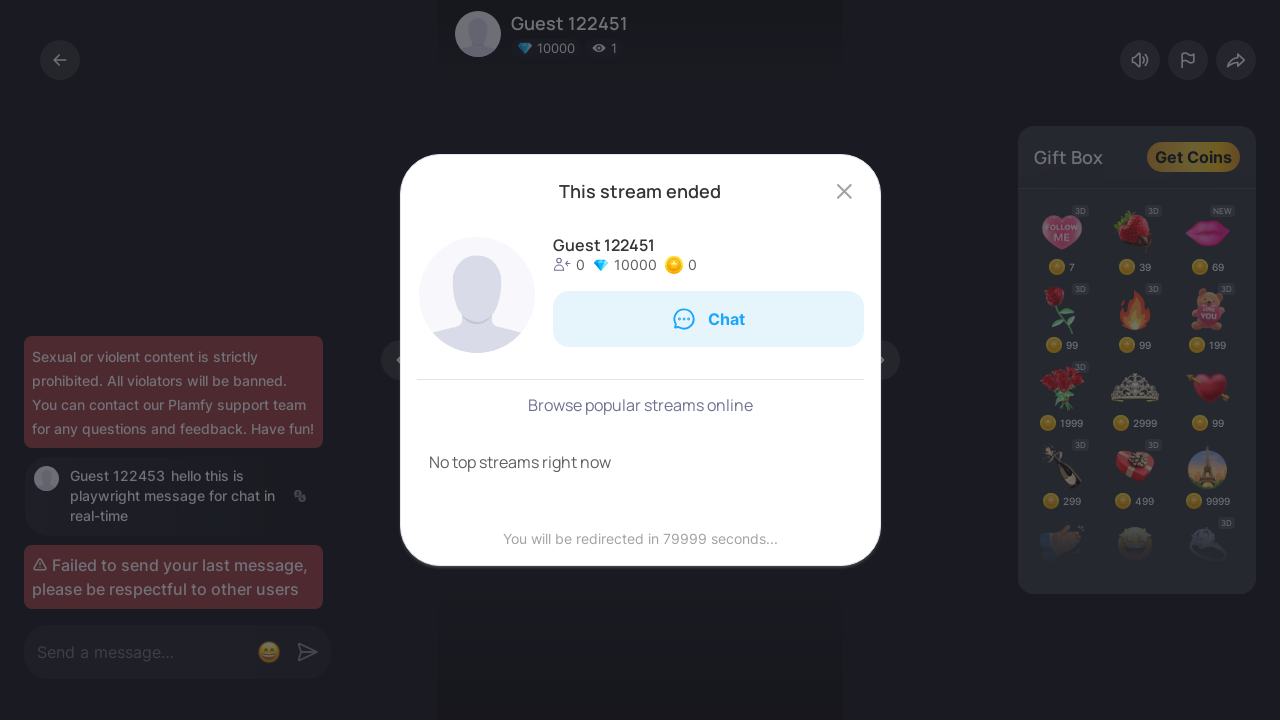 Guest 122451
10000
1
This stream ended
Guest 122451
0
10000
0
Chat
Browse popular streams online
No top streams right now
You will be redirected in 79999 seconds...
Sexual or violent content is strictly
prohibited. All violators will be banned.
You can contact our Plamfy support team
for any questions and feedback. Have fun!
Guest 122453 hello this is
playwright message for chat in
real-time
Failed to send your last message,
please be respectful to other users
Send a message...
Gift Box
Get Coins
3D
3D
NEW
FOLLOW
ME
7
39
69
3D
3D
3D
99
99
199
3D
1999
2999
99
3D
3D
299
499
9999
3D